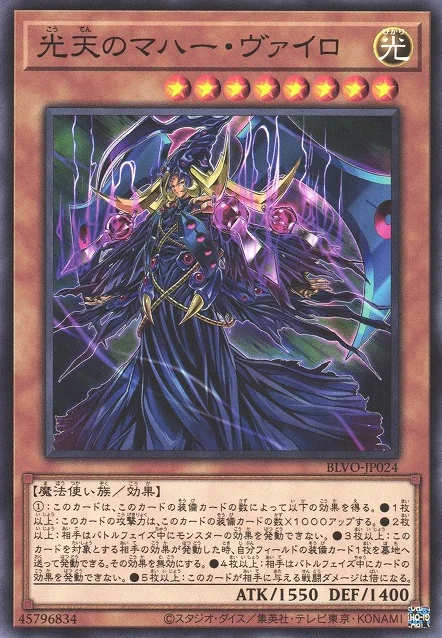 光天のマハー・ヴァイロ
光
BLVO-JP024
【魔法使い族／効果】
①：このカードは、このカードの装備カードの数によって以下の効果を得る。●1枚
以上：このカードの攻撃力は、このカードの装備カードの数×1000アップする。●2枚
以上：相手はバトルフェイズ中にモンスターの効果を発動できない。●3枚以上：この
カードを対象とする相手の効果が発動した時、自分フィールドの装備カード1枚を墓地へ
送って発動できる。その効果を無効にする。●4枚以上：相手はバトルフェイズ中にカードの
効果を発動できない。●5枚以上：このカードが相手に与える戦闘ダメージは倍になる。
ATK/1550 DEF/1400
45796834
©スタジオ・ダイス／集英社・テレビ東京・KONAMI